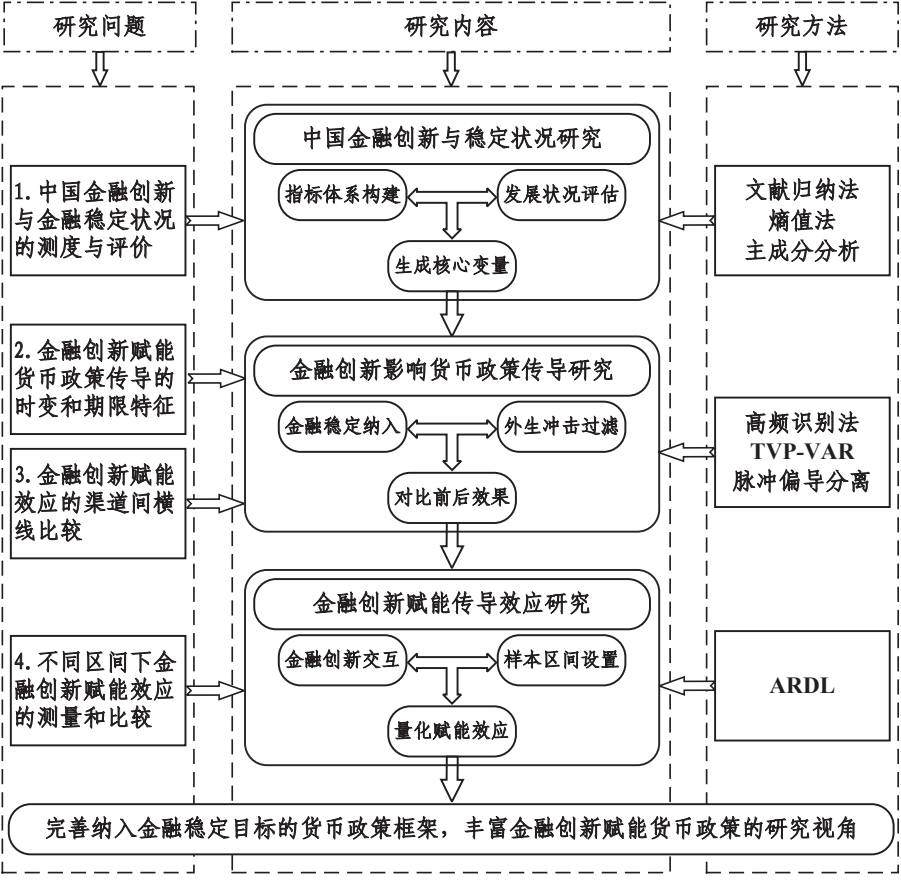 研究问题
研究内容
研究方法
1. 中国金融创新
与金融稳定状况
的测度与评价
2. 金融创新赋能
货币政策传导的
时变和期限特征
3. 金融创新赋能
效应的渠道间横
线比较
4. 不同区间下金
融创新赋能效应
的测量和比较
中国金融创新与稳定状况研究
指标体系构建
发展状况评估
生成核心变量
金融创新影响货币政策传导研究
金融稳定纳入
外生冲击过滤
对比前后效果
金融创新赋能传导效应研究
金融创新交互
样本区间设置
量化赋能效应
文献归纳法
熵值法
主成分分析
高频识别法
TVP-VAR
脉冲偏导分离
ARDL
完善纳入金融稳定目标的货币政策框架，丰富金融创新赋能货币政策的研究视角